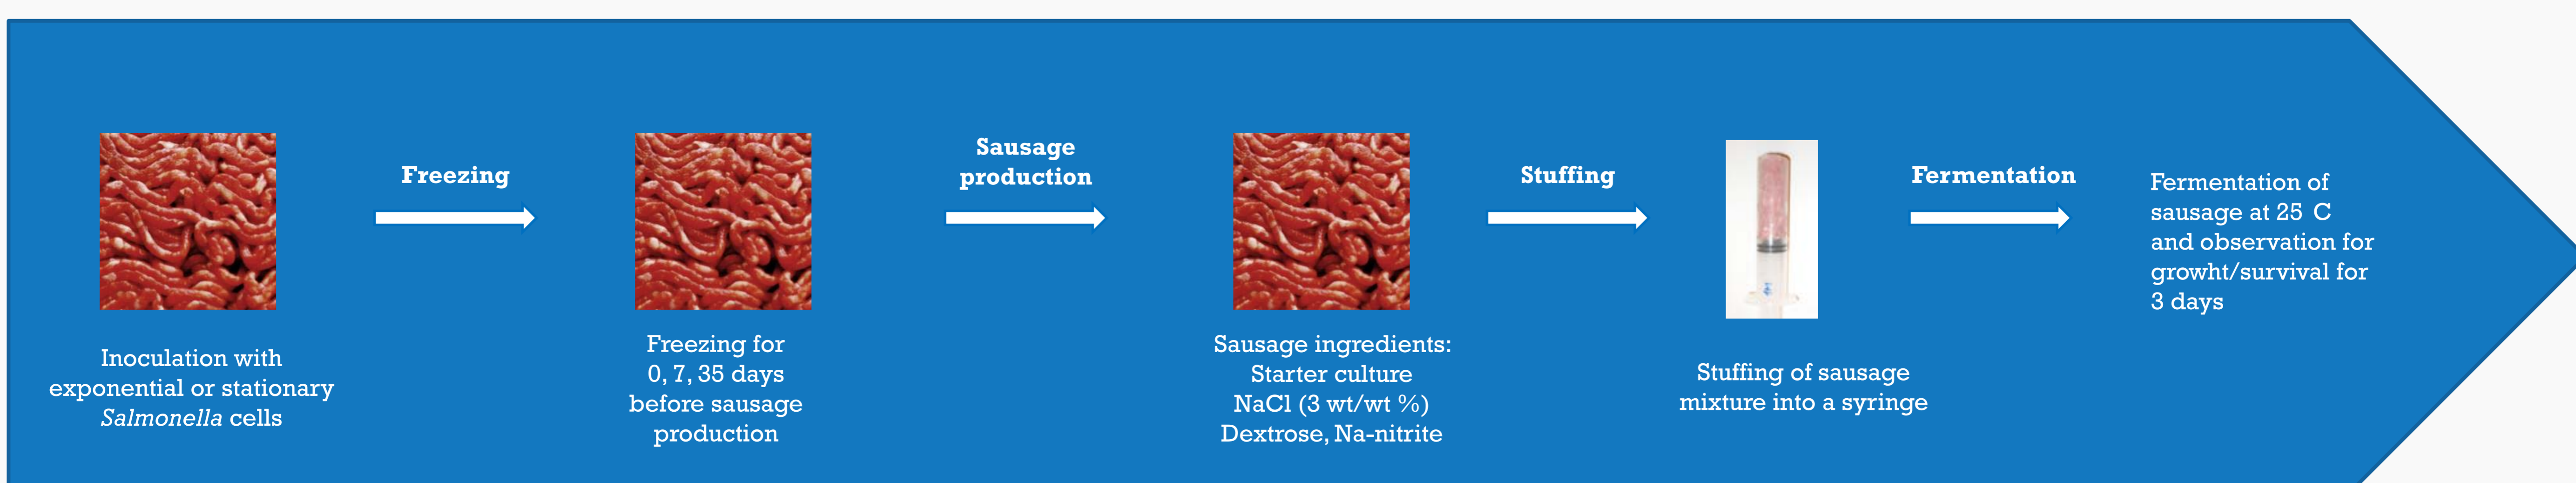 Inoculation with
exponential or stationary
Salmonella cells
Freezing
Freezing for
0, 7, 35 days
before sausage
production
Sausage
production
Sausage ingredients:
Starter culture
NaCl (3 wt/wt %)
Dextrose, Na-nitrite
Stuffing
Stuffing of sausage
mixture into a syringe
Fermentation
Fermentation of
sausage at 25 C
and observation for
growht/survival for
3 days